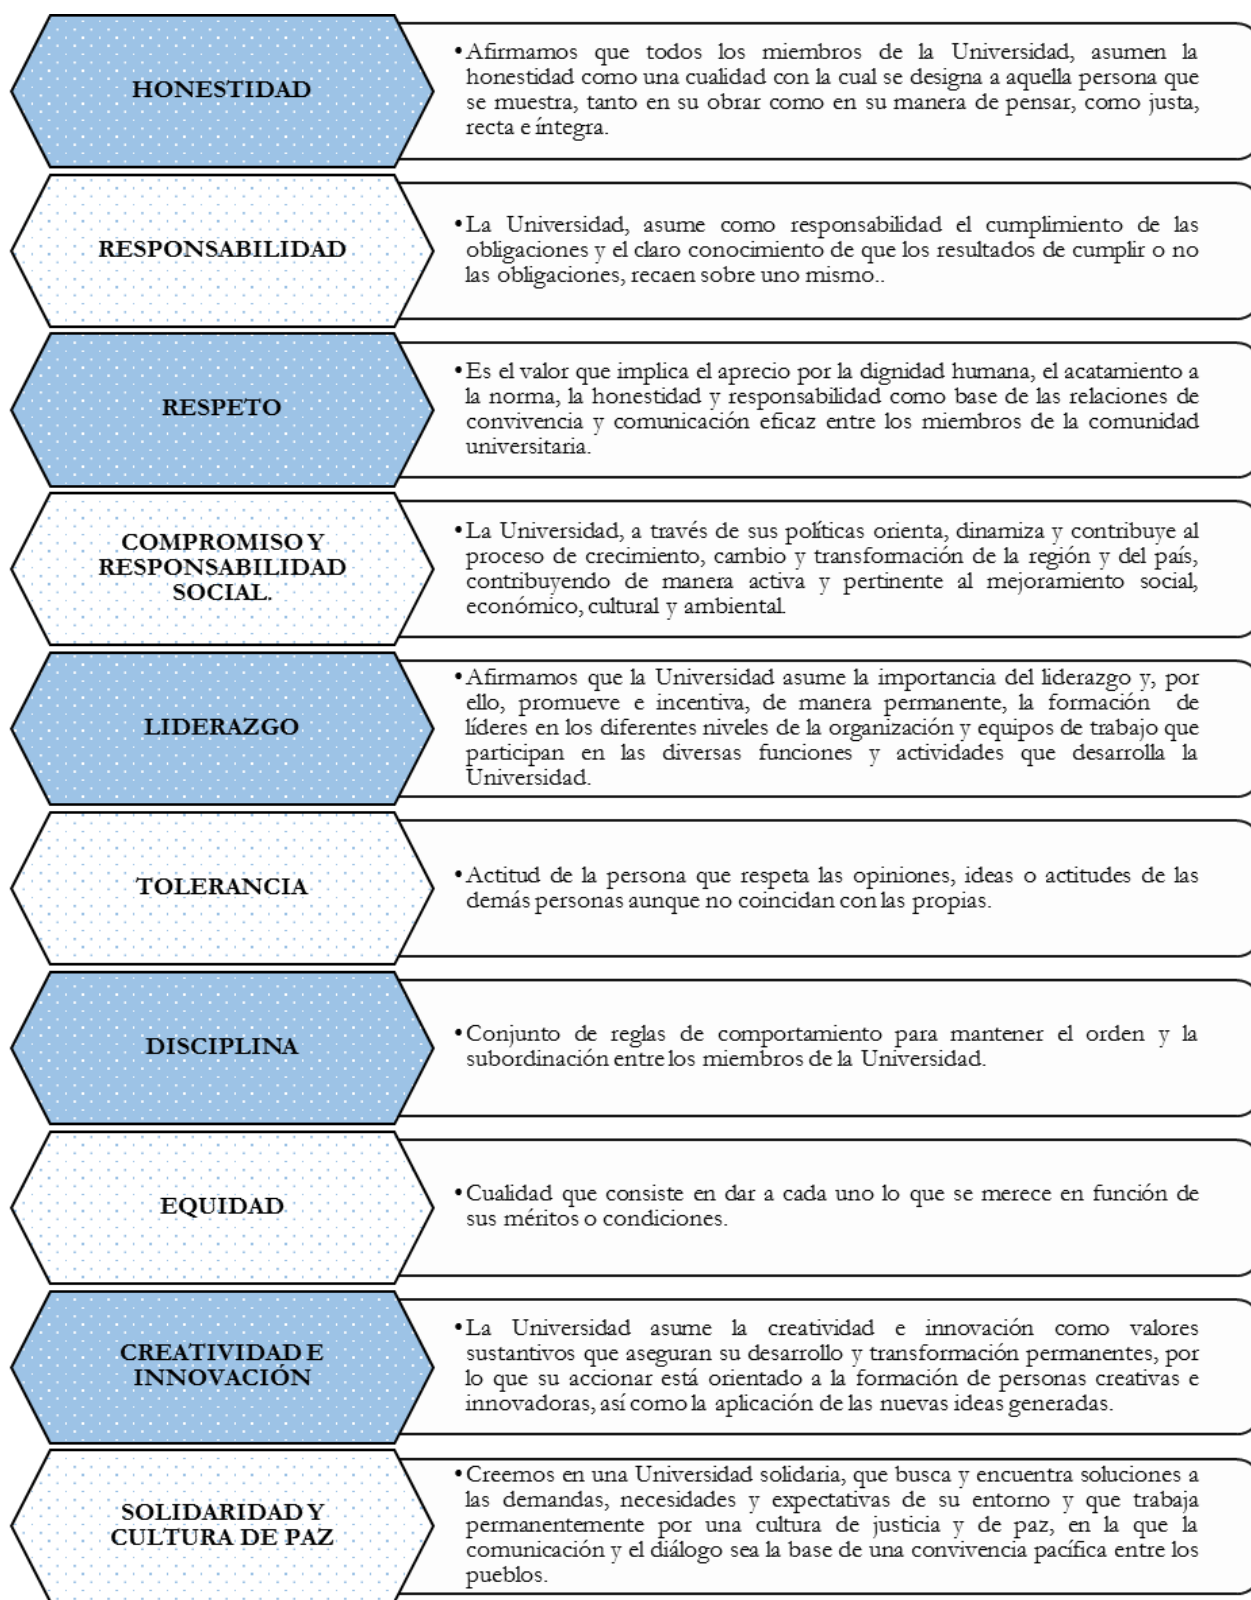 HONESTIDAD
•Afirmamos que todos los miembros de la Universidad, asumen la
honestidad como una cualidad con la cual se designa a aquella persona que
se muestra, tanto en su obrar como en su manera de pensar, como justa,
recta e íntegra.
RESPONSABILIDAD
•La Universidad, asume como responsabilidad el cumplimiento de las
obligaciones y el claro conocimiento de que los resultados de cumplir o no
las obligaciones, recaen sobre uno mismo..
RESPETO
•Es el valor que implica el aprecio por la dignidad humana, el acatamiento a
la norma, la honestidad y responsabilidad como base de las relaciones de
convivencia y comunicación eficaz entre los miembros de la comunidad
universitaria.
COMPROMISO Y
RESPONSABILIDAD
SOCIAL.
•La Universidad, a través de sus políticas orienta, dinamiza y contribuye al
proceso de crecimiento, cambio y transformación de la región y del país,
contribuyendo de manera activa y pertinente al mejoramiento social,
económico, cultural y ambiental.
LIDERAZGO
•Afirmamos que la Universidad asume la importancia del liderazgo y, por
ello, promueve e incentiva, de manera permanente, la formación de
líderes en los diferentes niveles de la organización y equipos de trabajo que
participan en las diversas funciones y actividades que desarrolla la
Universidad.
TOLERANCIA
•Actitud de la persona que respeta las opiniones, ideas o actitudes de las
demás personas aunque no coincidan con las propias.
DISCIPLINA
•Conjunto de reglas de comportamiento para mantener el orden y la
subordinación entre los miembros de la Universidad.
EQUIDAD
•Cualidad que consiste en dar a cada uno lo que se merece en función de
sus méritos o condiciones.
CREATIVIDAD E
INNOVACIÓN
•La Universidad asume la creatividad e innovación como valores
sustantivos que aseguran su desarrollo y transformación permanentes, por
lo que su accionar está orientado a la formación de personas creativas e
innovadoras, así como la aplicación de las nuevas ideas generadas.
SOLIDARIDAD Y
CULTURA DE PAZ
•Creemos en una Universidad solidaria, que busca y encuentra soluciones a
las demandas, necesidades y expectativas de su entorno y que trabaja
permanentemente por una cultura de justicia y de paz, en la que la
comunicación y el diálogo sea la base de una convivencia pacífica entre los
pueblos.